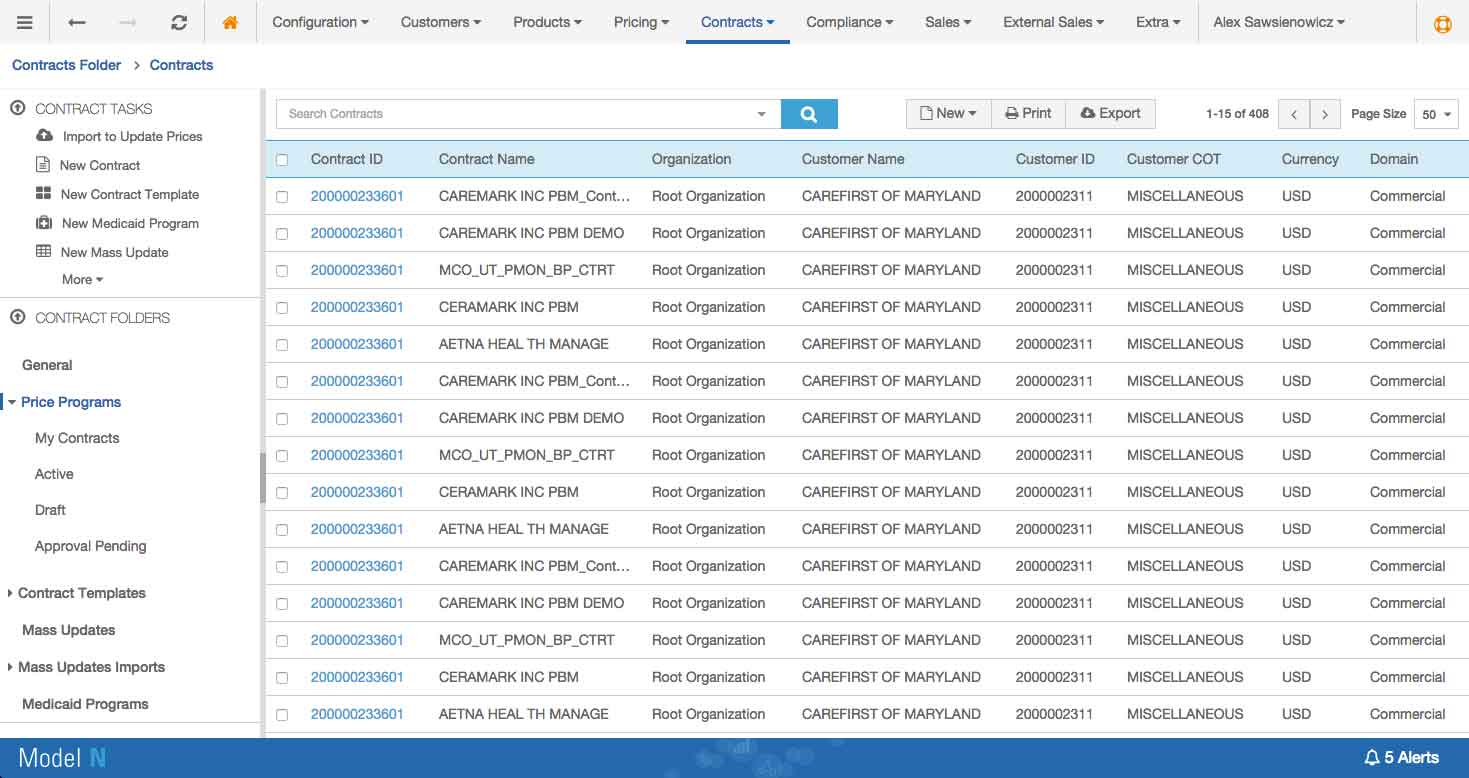 Configuration Customers Products Pricing Contracts Compliance Sales External Sales Extra Alex Sawsienowicz
Contracts Folder > Contracts
CONTRACT TASKS
Import to Update Prices
New Contract
New Contract Template
New Medicaid Program
New Mass Update
More
CONTRACT FOLDERS
General
Price Programs
My Contracts
Active
Draft
Approval Pending
Contract Templates
Mass Updates
Mass Updates Imports
Medicaid Programs
Search Contracts New Print Export 1-15 of 408 < > Page Size 50
Contract ID Contract Name Organization Customer Name Customer ID Customer COT Currency Domain
200000233601 CAREMARK INC PBM_Cont... Root Organization CAREFIRST OF MARYLAND 2000002311 MISCELLANEOUS USD Commercial
200000233601 CAREMARK INC PBM DEMO Root Organization CAREFIRST OF MARYLAND 2000002311 MISCELLANEOUS USD Commercial
200000233601 MCO_UT_PMON_BP_CTRT Root Organization CAREFIRST OF MARYLAND 2000002311 MISCELLANEOUS USD Commercial
200000233601 CERAMARK INC PBM Root Organization CAREFIRST OF MARYLAND 2000002311 MISCELLANEOUS USD Commercial
200000233601 AETNA HEAL TH MANAGE Root Organization CAREFIRST OF MARYLAND 2000002311 MISCELLANEOUS USD Commercial
200000233601 CAREMARK INC PBM_Cont... Root Organization CAREFIRST OF MARYLAND 2000002311 MISCELLANEOUS USD Commercial
200000233601 CAREMARK INC PBM DEMO Root Organization CAREFIRST OF MARYLAND 2000002311 MISCELLANEOUS USD Commercial
200000233601 MCO_UT_PMON_BP_CTRT Root Organization CAREFIRST OF MARYLAND 2000002311 MISCELLANEOUS USD Commercial
200000233601 CERAMARK INC PBM Root Organization CAREFIRST OF MARYLAND 2000002311 MISCELLANEOUS USD Commercial
200000233601 AETNA HEAL TH MANAGE Root Organization CAREFIRST OF MARYLAND 2000002311 MISCELLANEOUS USD Commercial
200000233601 CAREMARK INC PBM_Cont... Root Organization CAREFIRST OF MARYLAND 2000002311 MISCELLANEOUS USD Commercial
200000233601 CAREMARK INC PBM DEMO Root Organization CAREFIRST OF MARYLAND 2000002311 MISCELLANEOUS USD Commercial
200000233601 MCO_UT_PMON_BP_CTRT Root Organization CAREFIRST OF MARYLAND 2000002311 MISCELLANEOUS USD Commercial
200000233601 CERAMARK INC PBM Root Organization CAREFIRST OF MARYLAND 2000002311 MISCELLANEOUS USD Commercial
200000233601 AETNA HEAL TH MANAGE Root Organization CAREFIRST OF MARYLAND 2000002311 MISCELLANEOUS USD Commercial
Model N 5 Alerts